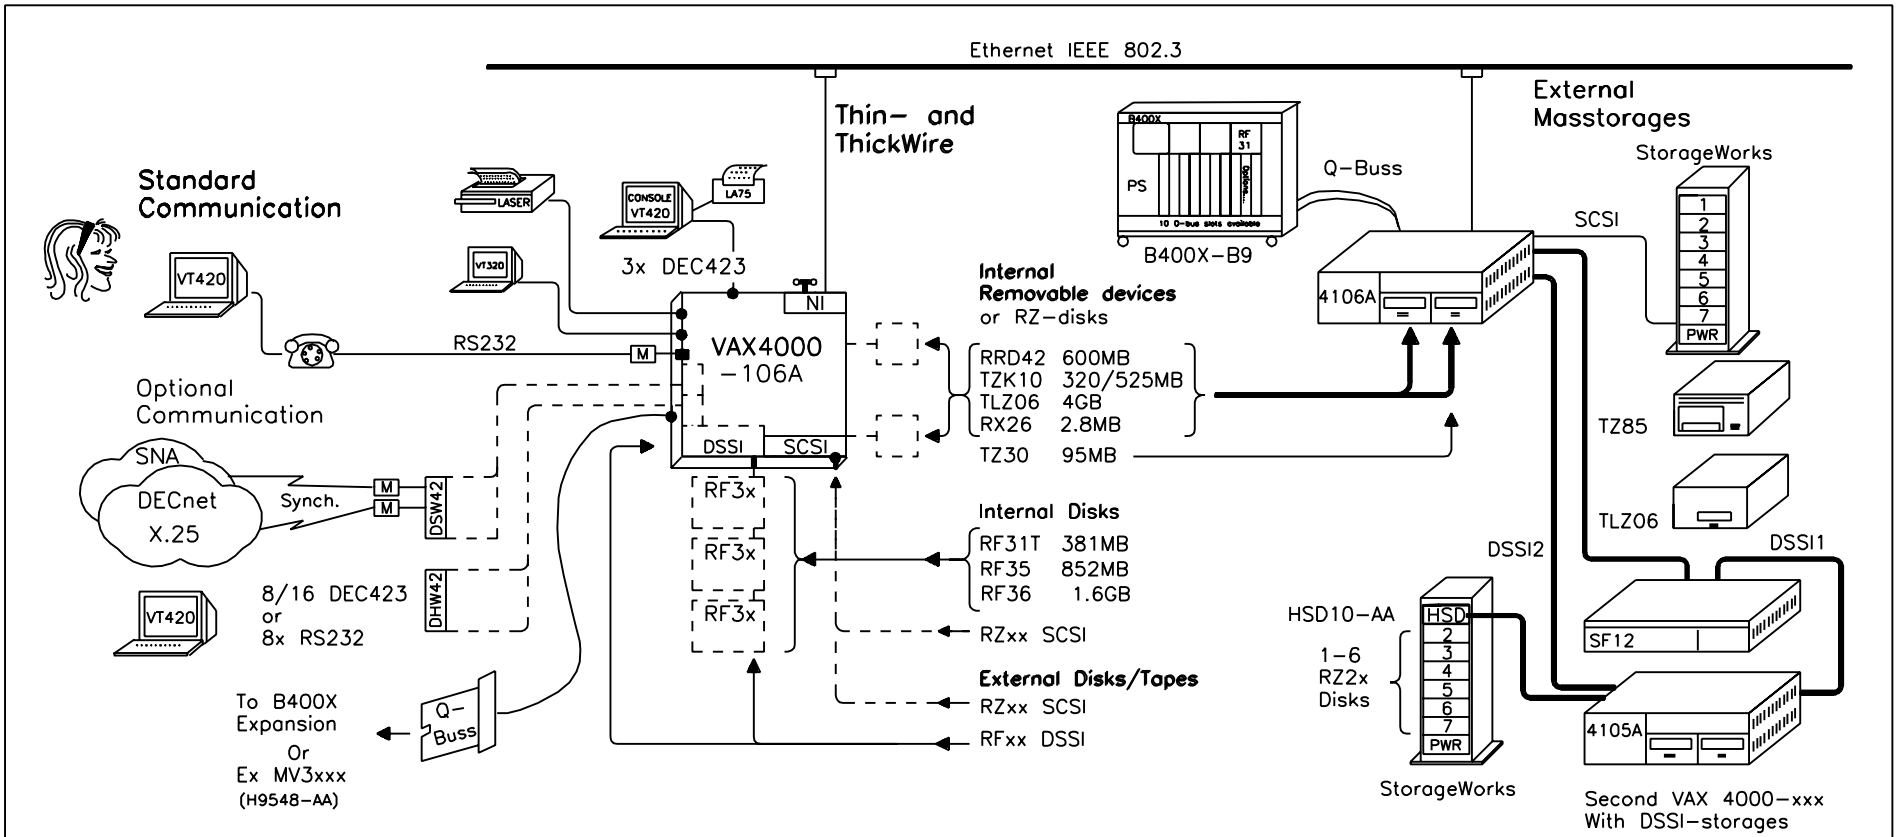 Ethernet IEEE 802.3
Thin- and
ThickWire
Standard
Communication
LASER
CONSOLE
VT420
LA75
VT420
VT320
3x DEC423
NI
RS232
M
VAX4000
-106A
Optional
Communication
SNA
DECnet
X.25
Synch.
M
M
DSW42
DHW42
VT420
8/16 DEC423
or
8x RS232
To B400X
Expansion
Or
Ex MV3xxx
(H9548-AA)
Q-
Buss
DSSI
SCSI
RF3x
RF3x
RF3x
Internal
Removable devices
or RZ-disks
RRD42 600MB
TZK10 320/525MB
TLZ06 4GB
RX26 2.8MB
TZ30 95MB
Internal Disks
RF31T 381MB
RF35 852MB
RF36 1.6GB
RZxx SCSI
External Disks/Tapes
RZxx SCSI
RFxx DSSI
B400X
RF
31
PS
Options...
10 Q-bus slots available
B400X-B9
Q-Buss
4106A
External
Masstorages
StorageWorks
SCSI
1
2
3
4
5
6
7
PWR
TZ85
TLZ06
DSSI2
DSSI1
SF12
HSD10-AA
HSD
2
3
4
5
6
7
PWR
1-6
RZ2x
Disks
StorageWorks
4105A
Second VAX 4000-xxx
With DSSI-storages